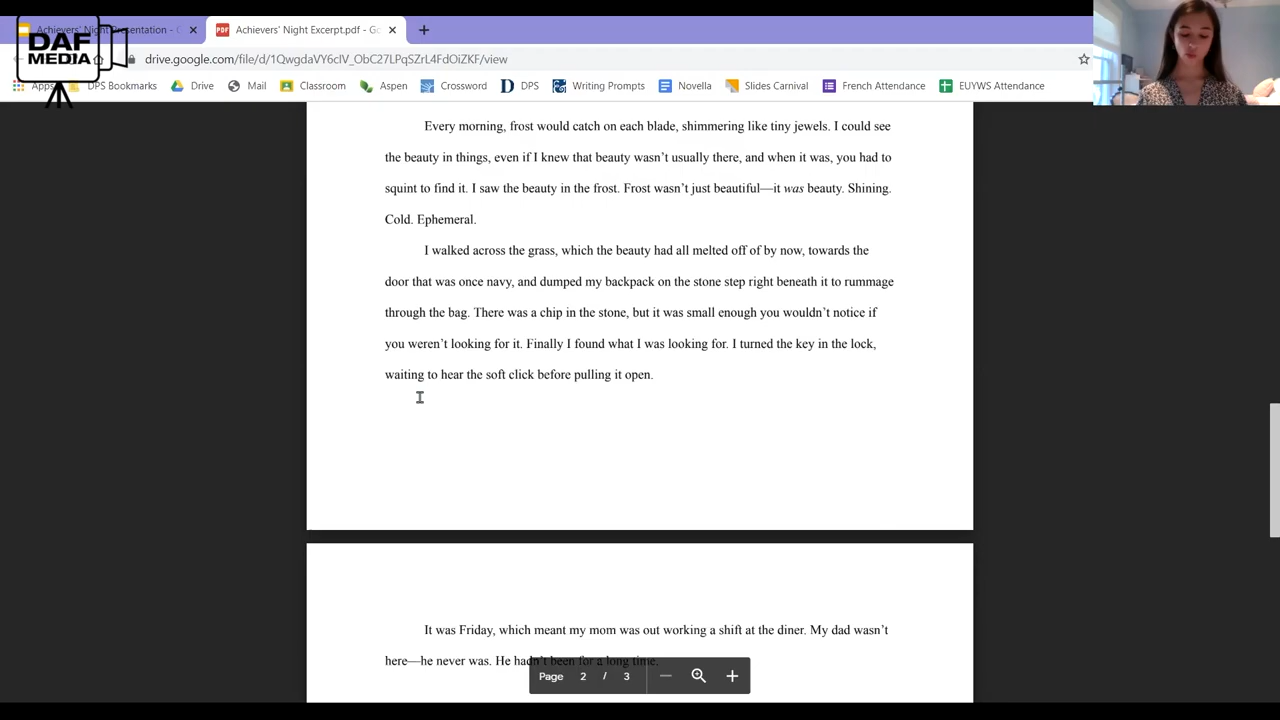 Achievers' Night Presentation -
Achievers' Night Excerpt.pdf - Go
DAF
MEDIA
drive.google.com/file/d/1QwgdaVY6cIV_ObC27LPqSZrL4FdOiZKF/view
Apps
DPS Bookmarks
Drive
Mail
Classroom
Aspen
Crossword
DPS
Writing Prompts
Novella
Slides Carnival
French Attendance
EUYWS Attendance
Every morning, frost would catch on each blade, shimmering like tiny jewels. I could see
the beauty in things, even if I knew that beauty wasn't usually there, and when it was, you had to
squint to find it. I saw the beauty in the frost. Frost wasn't just beautiful—it was beauty. Shining.
Cold. Ephemeral.
I walked across the grass, which the beauty had all melted off of by now, towards the
door that was once navy, and dumped my backpack on the stone step right beneath it to rummage
through the bag. There was a chip in the stone, but it was small enough you wouldn't notice if
you weren't looking for it. Finally I found what I was looking for. I turned the key in the lock,
waiting to hear the soft click before pulling it open.
It was Friday, which meant my mom was out working a shift at the diner. My dad wasn't
here—he never was. He hadn't been for a long time.
Page 2 / 3